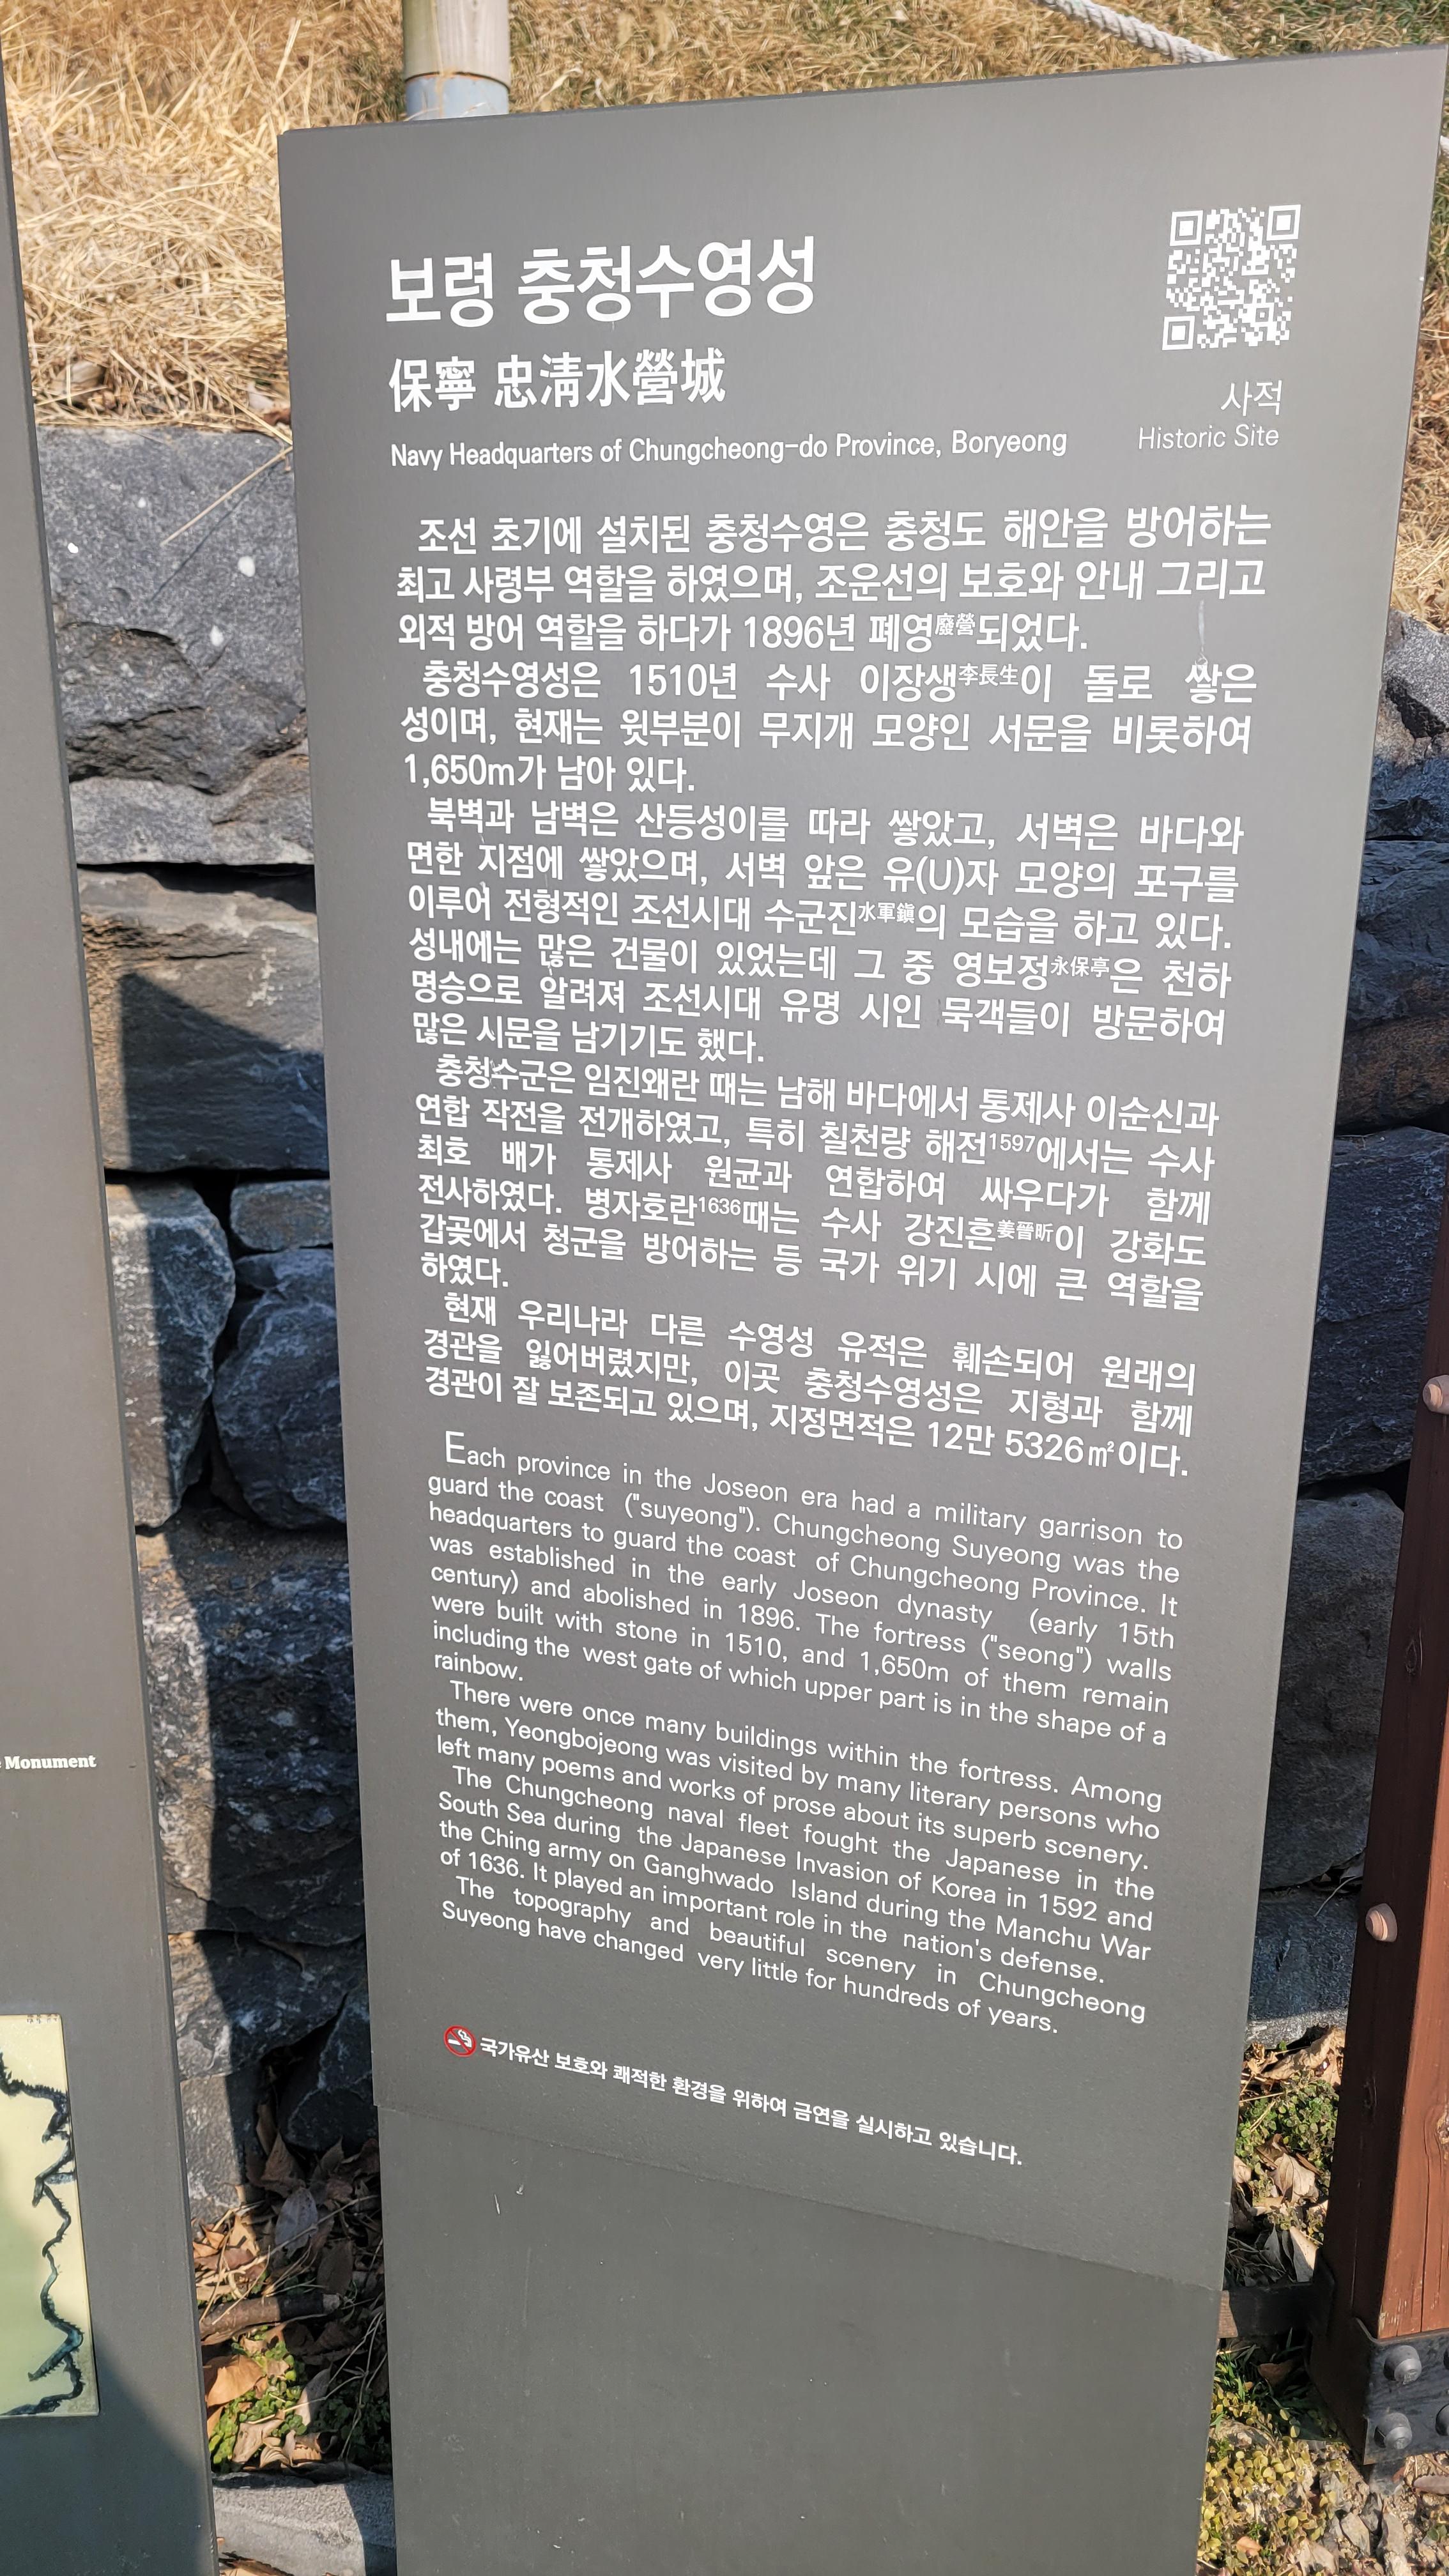 보령 충청수영성
保寧 忠淸水營城
Navy Headquarters of Chungcheong-do Province, Boryeong
사적
Historic Site
조선 초기에 설치된 충청수영은 충청도 해안을 방어하는
최고 사령부 역할을 하였으며, 조운선의 보호와 안내 그리고
외적 방어 역할을 하다가 1896년 폐영廢營되었다.
충청수영성은 1510년 수사 이장생李長生이 돌로 쌓은
성이며, 현재는 윗부분이 무지개 모양인 서문을 비롯하여
1,650m가 남아 있다.
북벽과 남벽은 산등성이를 따라 쌓았고, 서벽은 바다와
면한 지점에 쌓았으며, 서벽 앞은 유(U)자 모양의 포구를
이루어 전형적인 조선시대 수군진水軍鎭의 모습을 하고 있다.
성내에는 많은 건물이 있었는데 그 중 영보정永保亭은 천하
명승으로 알려져 조선시대 유명 시인 묵객들이 방문하여
많은 시문을 남기기도 했다.
충청수군은 임진왜란 때는 남해 바다에서 통제사 이순신과
연합 작전을 전개하였고, 특히 칠천량 해전1597에서는 수사
최호 배가 통제사 원균과 연합하여 싸우다가 함께
전사하였다. 병자호란1636때는 수사 강진흔姜晉昕이 강화도
갑곶에서 청군을 방어하는 등 국가 위기 시에 큰 역할을
하였다.
현재 우리나라 다른 수영성 유적은 훼손되어 원래의
경관을 잃어버렸지만, 이곳 충청수영성은 지형과 함께
경관이 잘 보존되고 있으며, 지정면적은 12만 5326㎡이다.
Each province in the Joseon era had a military garrison to
guard the coast ("suyeong"). Chungcheong Suyeong was the
headquarters to guard the coast of Chungcheong Province. It
was established in the early Joseon dynasty (early 15th
century) and abolished in 1896. The fortress ("seong") walls
were built with stone in 1510, and 1,650m of them remain
including the west gate of which upper part is in the shape of a
rainbow.
There were once many buildings within the fortress. Among
them, Yeongbojeong was visited by many literary persons who
left many poems and works of prose about its superb scenery.
The Chungcheong naval fleet fought the Japanese in the
South Sea during the Japanese Invasion of Korea in 1592 and
the Ching army on Ganghwado Island during the Manchu War
of 1636. It played an important role in the nation's defense.
The topography and beautiful scenery in Chungcheong
Suyeong have changed very little for hundreds of years.
국가유산 보호와 쾌적한 환경을 위하여 금연을 실시하고 있습니다.
Monument